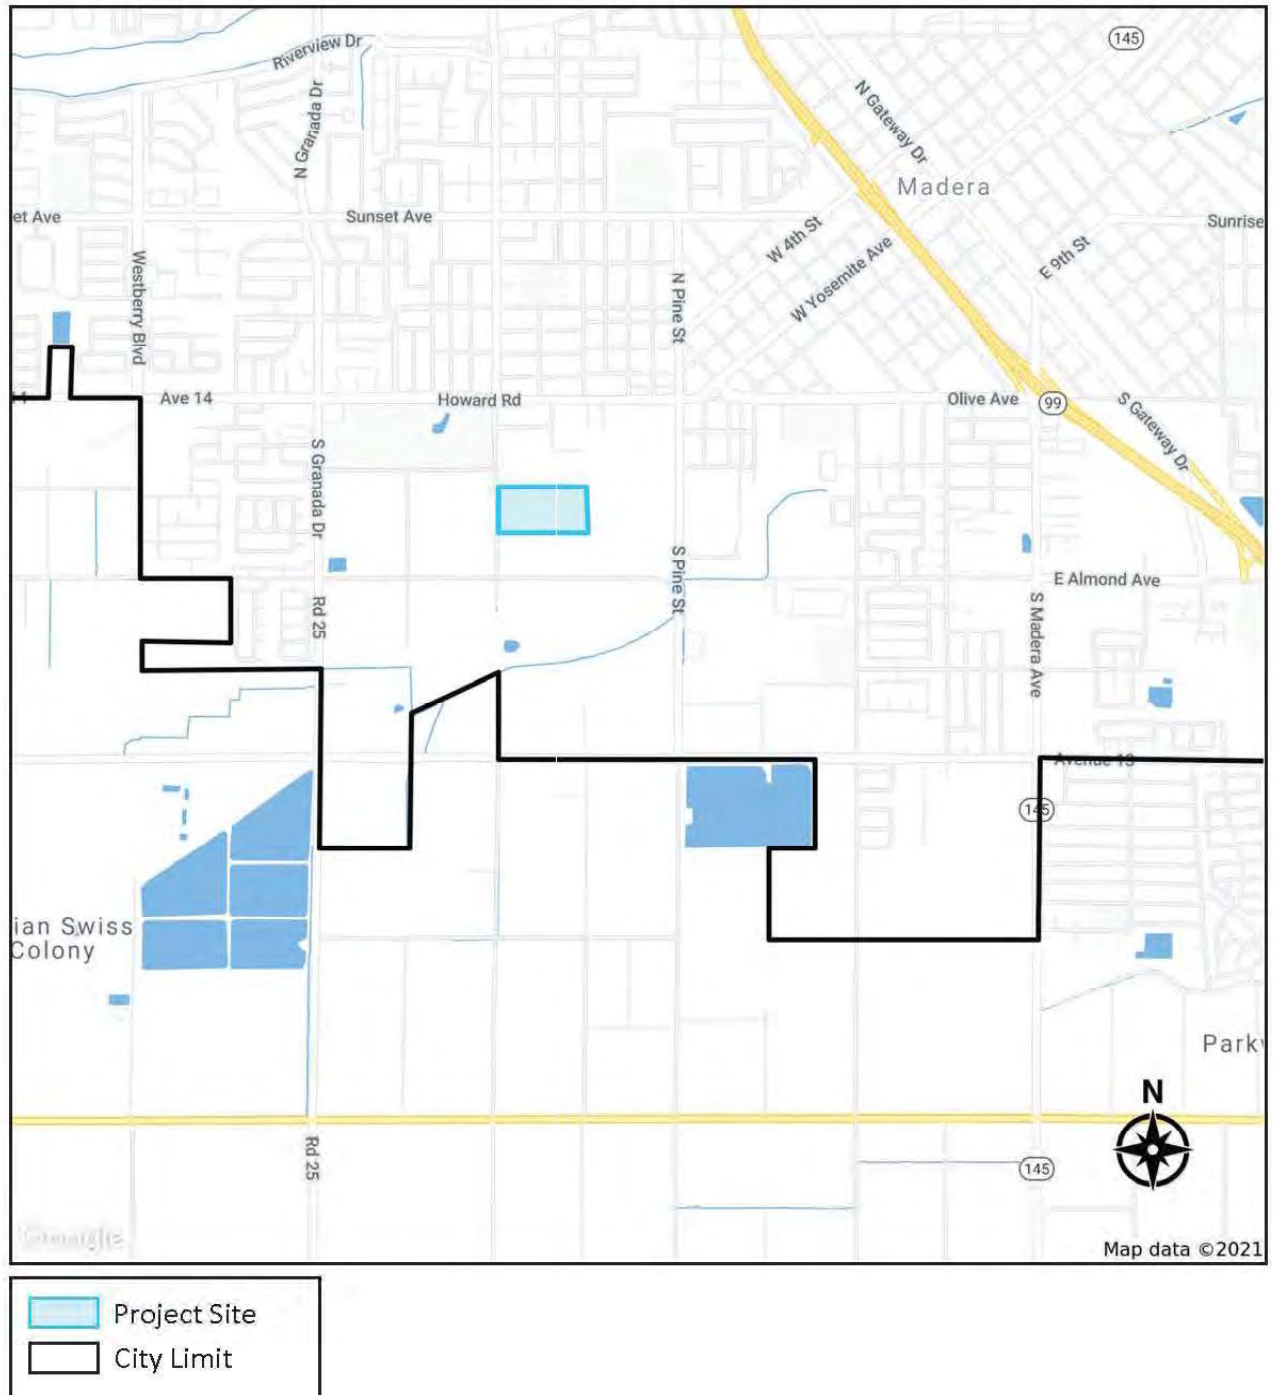 145
Riverview Dr
N Granada Dr
N Gateway Dr
Madera
et Ave
Sunset Ave
Sunrise
W 4th St
W Yosemite Ave
E 9th St
Westberry Blvd
N Pine St
Ave 14
Howard Rd
Olive Ave
99
S Gateway Dr
S Granada Dr
S Pine St
E Almond Ave
Rd 25
S Madera Ave
Avenue 13
145
ian Swiss
Colony
Park
N
Rd 25
145
Google
Map data ©2021
Project Site
City Limit